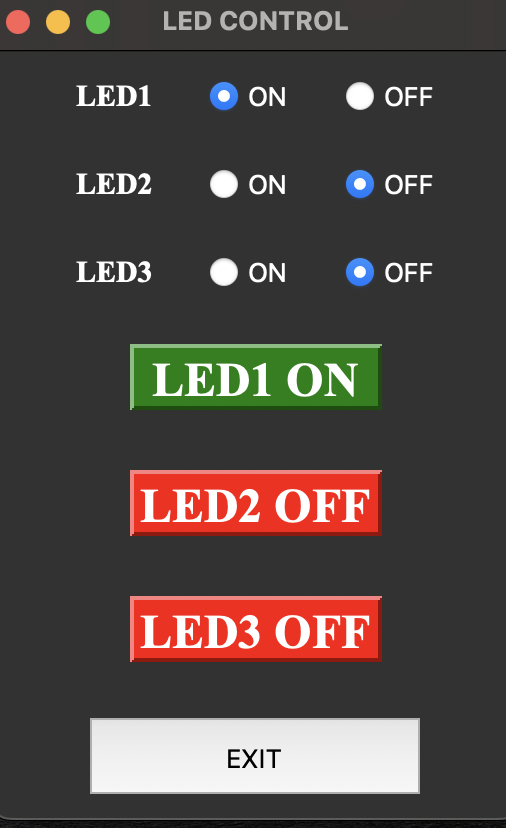 LED CONTROL
LED1 ON OFF
LED2 ON OFF
LED3 ON OFF
LED1 ON
LED2 OFF
LED3 OFF
EXIT